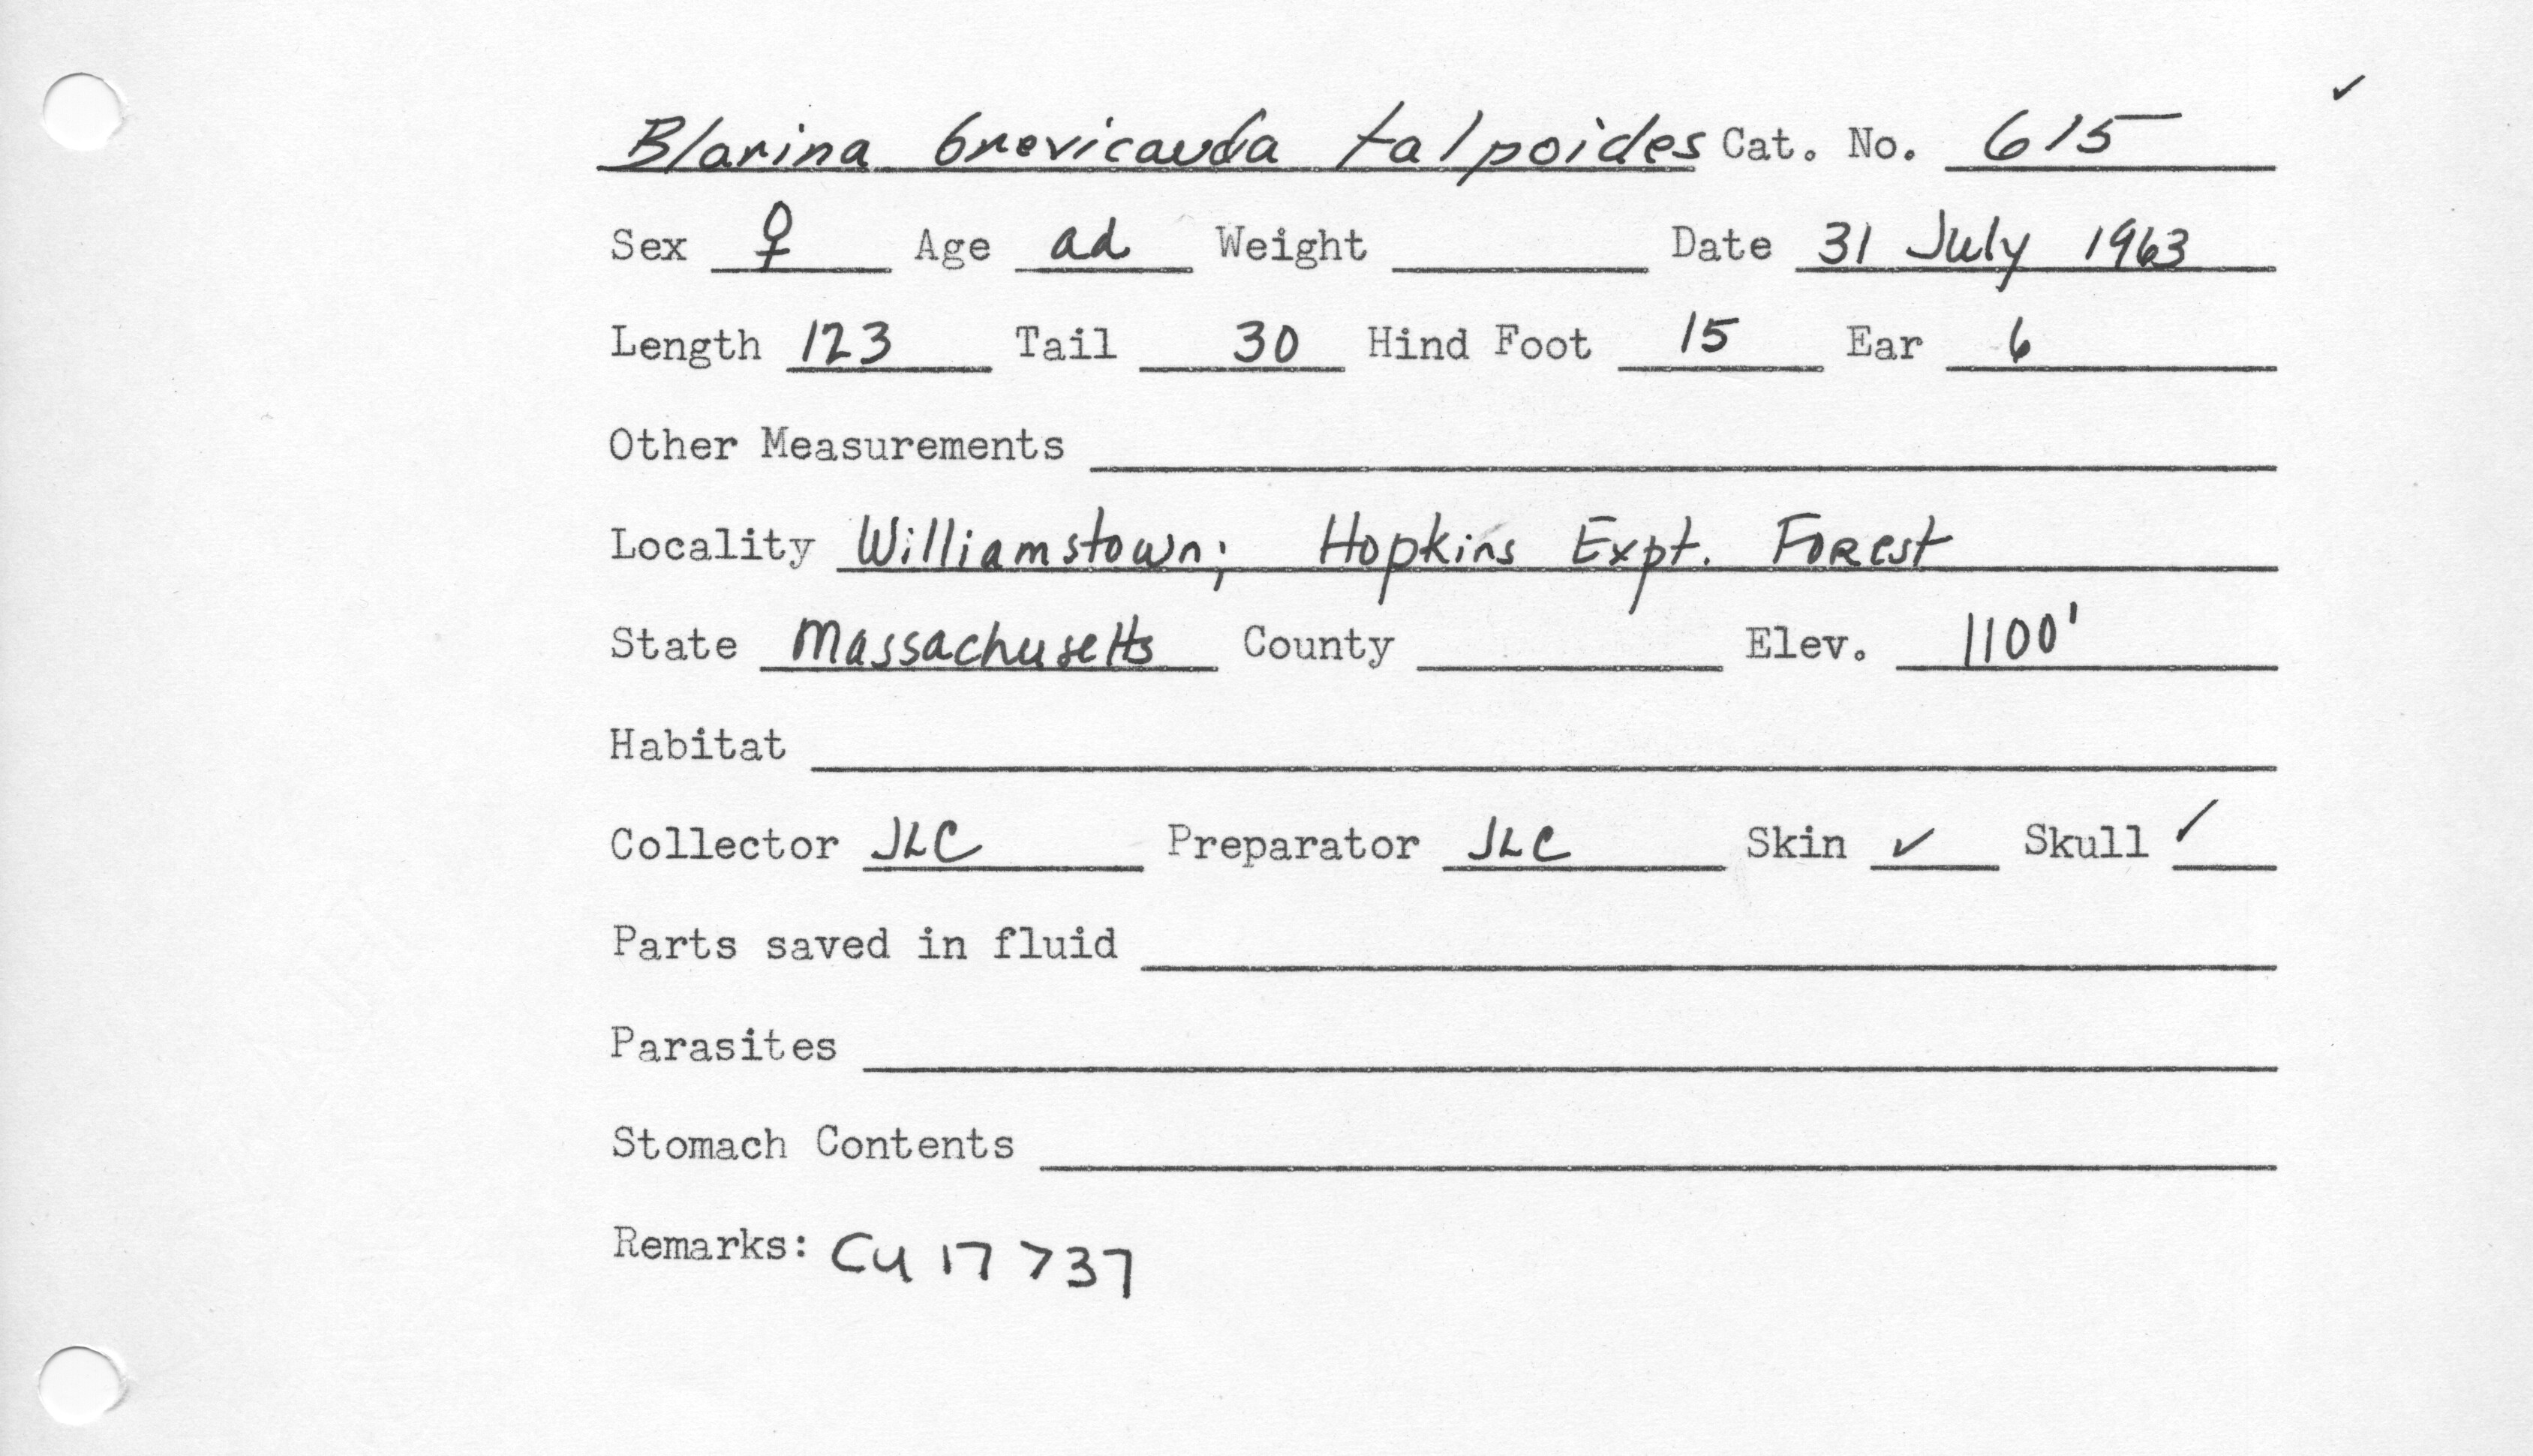 Blarina brevicauda talpoides Cat. No. 615 ✓
Sex ♀ Age ad Weight Date 31 July 1963
Length 123 Tail 30 Hind Foot 15 Ear 6
Other Measurements
Locality Williamstown; Hopkins Expt. Forest
State Massachusetts County Elev. 1100'
Habitat
Collector JLC Preparator JLC Skin ✓ Skull ✓
Parts saved in fluid
Parasites
Stomach Contents
Remarks: CU 17737